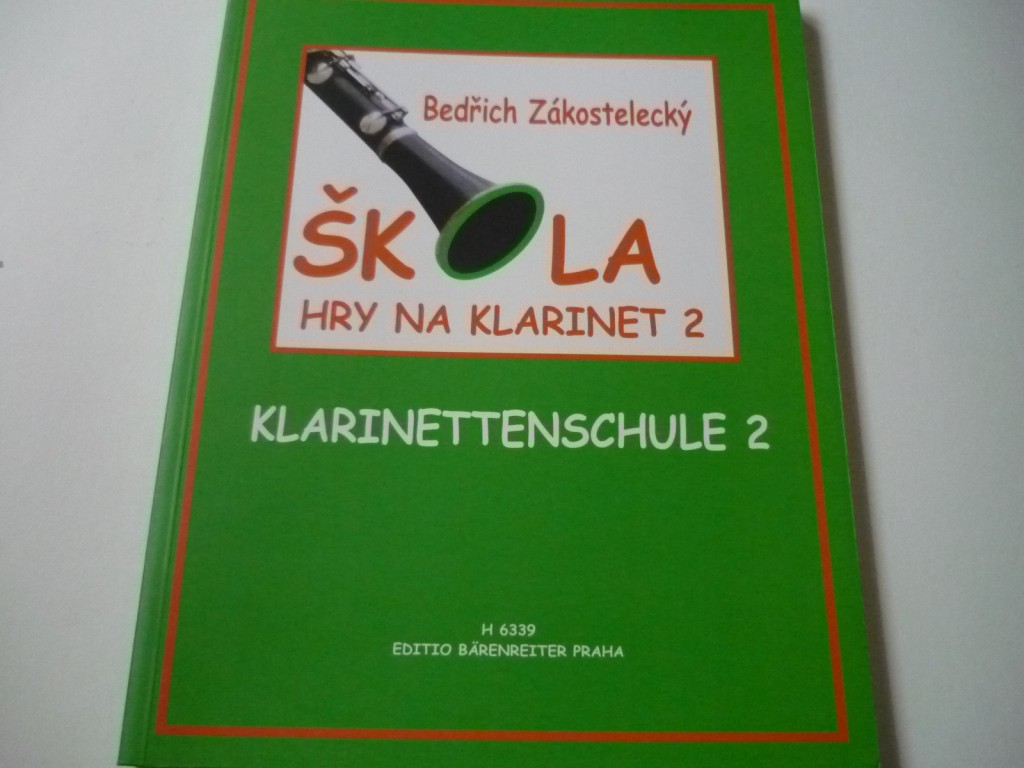 Bedřich Zákostelecký
ŠKOLA
HRY NA KLARINET 2
KLARINETTENSCHULE 2
H 6339
EDITIO BÄRENREITER PRAHA